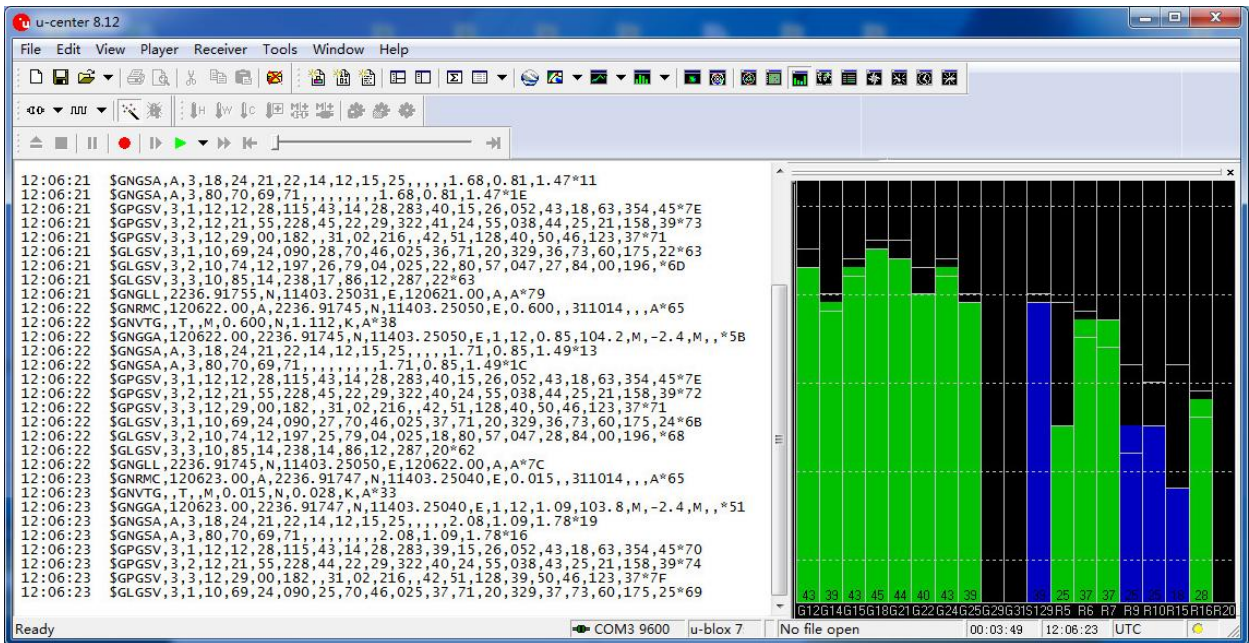 u-center 8.12
File Edit View Player Receiver Tools Window Help
12:06:21 $GNGSA,A,3,18,24,21,22,14,12,15,25,,,,,1.68,0.81,1.47*11
12:06:21 $GNGSA,A,3,80,70,69,71,,,,,,,,,1.68,0.81,1.47*1E
12:06:21 $GPGSV,3,1,12,12,28,115,43,14,28,283,40,15,26,052,43,18,63,354,45*7E
12:06:21 $GPGSV,3,2,12,21,55,228,45,22,29,322,41,24,55,038,44,25,21,158,39*73
12:06:21 $GPGSV,3,3,12,29,00,182,,31,02,216,,42,51,128,40,50,46,123,37*71
12:06:21 $GLGSV,3,1,10,69,24,090,28,70,46,025,36,71,20,329,36,73,60,175,22*63
12:06:21 $GLGSV,3,2,10,74,12,197,26,79,04,025,22,80,57,047,27,84,00,196,*6D
12:06:21 $GLGSV,3,3,10,85,14,238,17,86,12,287,22*63
12:06:21 $GNGLL,2236.91755,N,11403.25031,E,120621.00,A,A*79
12:06:22 $GNRMC,120622.00,A,2236.91745,N,11403.25050,E,0.600,,311014,,,A*65
12:06:22 $GNVTG,,T,,M,0.600,N,1.112,K,A*38
12:06:22 $GNGGA,120622.00,2236.91745,N,11403.25050,E,1,12,0.85,104.2,M,-2.4,M,,*5B
12:06:22 $GNGSA,A,3,18,24,21,22,14,12,15,25,,,,,1.71,0.85,1.49*13
12:06:22 $GNGSA,A,3,80,70,69,71,,,,,,,,,1.71,0.85,1.49*1C
12:06:22 $GPGSV,3,1,12,12,28,115,43,14,28,283,40,15,26,052,43,18,63,354,45*7E
12:06:22 $GPGSV,3,2,12,21,55,228,45,22,29,322,40,24,55,038,44,25,21,158,39*72
12:06:22 $GPGSV,3,3,12,29,00,182,,31,02,216,,42,51,128,40,50,46,123,37*71
12:06:22 $GLGSV,3,1,10,69,24,090,27,70,46,025,37,71,20,329,36,73,60,175,24*6B
12:06:22 $GLGSV,3,2,10,74,12,197,25,79,04,025,18,80,57,047,28,84,00,196,*68
12:06:22 $GLGSV,3,3,10,85,14,238,14,86,12,287,20*62
12:06:22 $GNGLL,2236.91745,N,11403.25050,E,120622.00,A,A*7C
12:06:23 $GNRMC,120623.00,A,2236.91747,N,11403.25040,E,0.015,,311014,,,A*65
12:06:23 $GNVTG,,T,,M,0.015,N,0.028,K,A*33
12:06:23 $GNGGA,120623.00,2236.91747,N,11403.25040,E,1,12,1.09,103.8,M,-2.4,M,,*51
12:06:23 $GNGSA,A,3,18,24,21,22,14,12,15,25,,,,,2.08,1.09,1.78*19
12:06:23 $GNGSA,A,3,80,70,69,71,,,,,,,,,2.08,1.09,1.78*16
12:06:23 $GPGSV,3,1,12,12,28,115,43,14,28,283,39,15,26,052,43,18,63,354,45*70
12:06:23 $GPGSV,3,2,12,21,55,228,44,22,29,322,40,24,55,038,43,25,21,158,39*74
12:06:23 $GPGSV,3,3,12,29,00,182,,31,02,216,,42,51,128,39,50,46,123,37*7F
12:06:23 $GLGSV,3,1,10,69,24,090,25,70,46,025,37,71,20,329,37,73,60,175,25*69
43 39 43 45 44 40 43 39 39 25 37 37 25 25 18 28
G12 G14 G15 G18 G21 G22 G24 G25 G29 G31 S129 R5 R6 R7 R9 R10 R15 R16 R20
Ready COM3 9600 u-blox 7 No file open 00:03:49 12:06:23 UTC